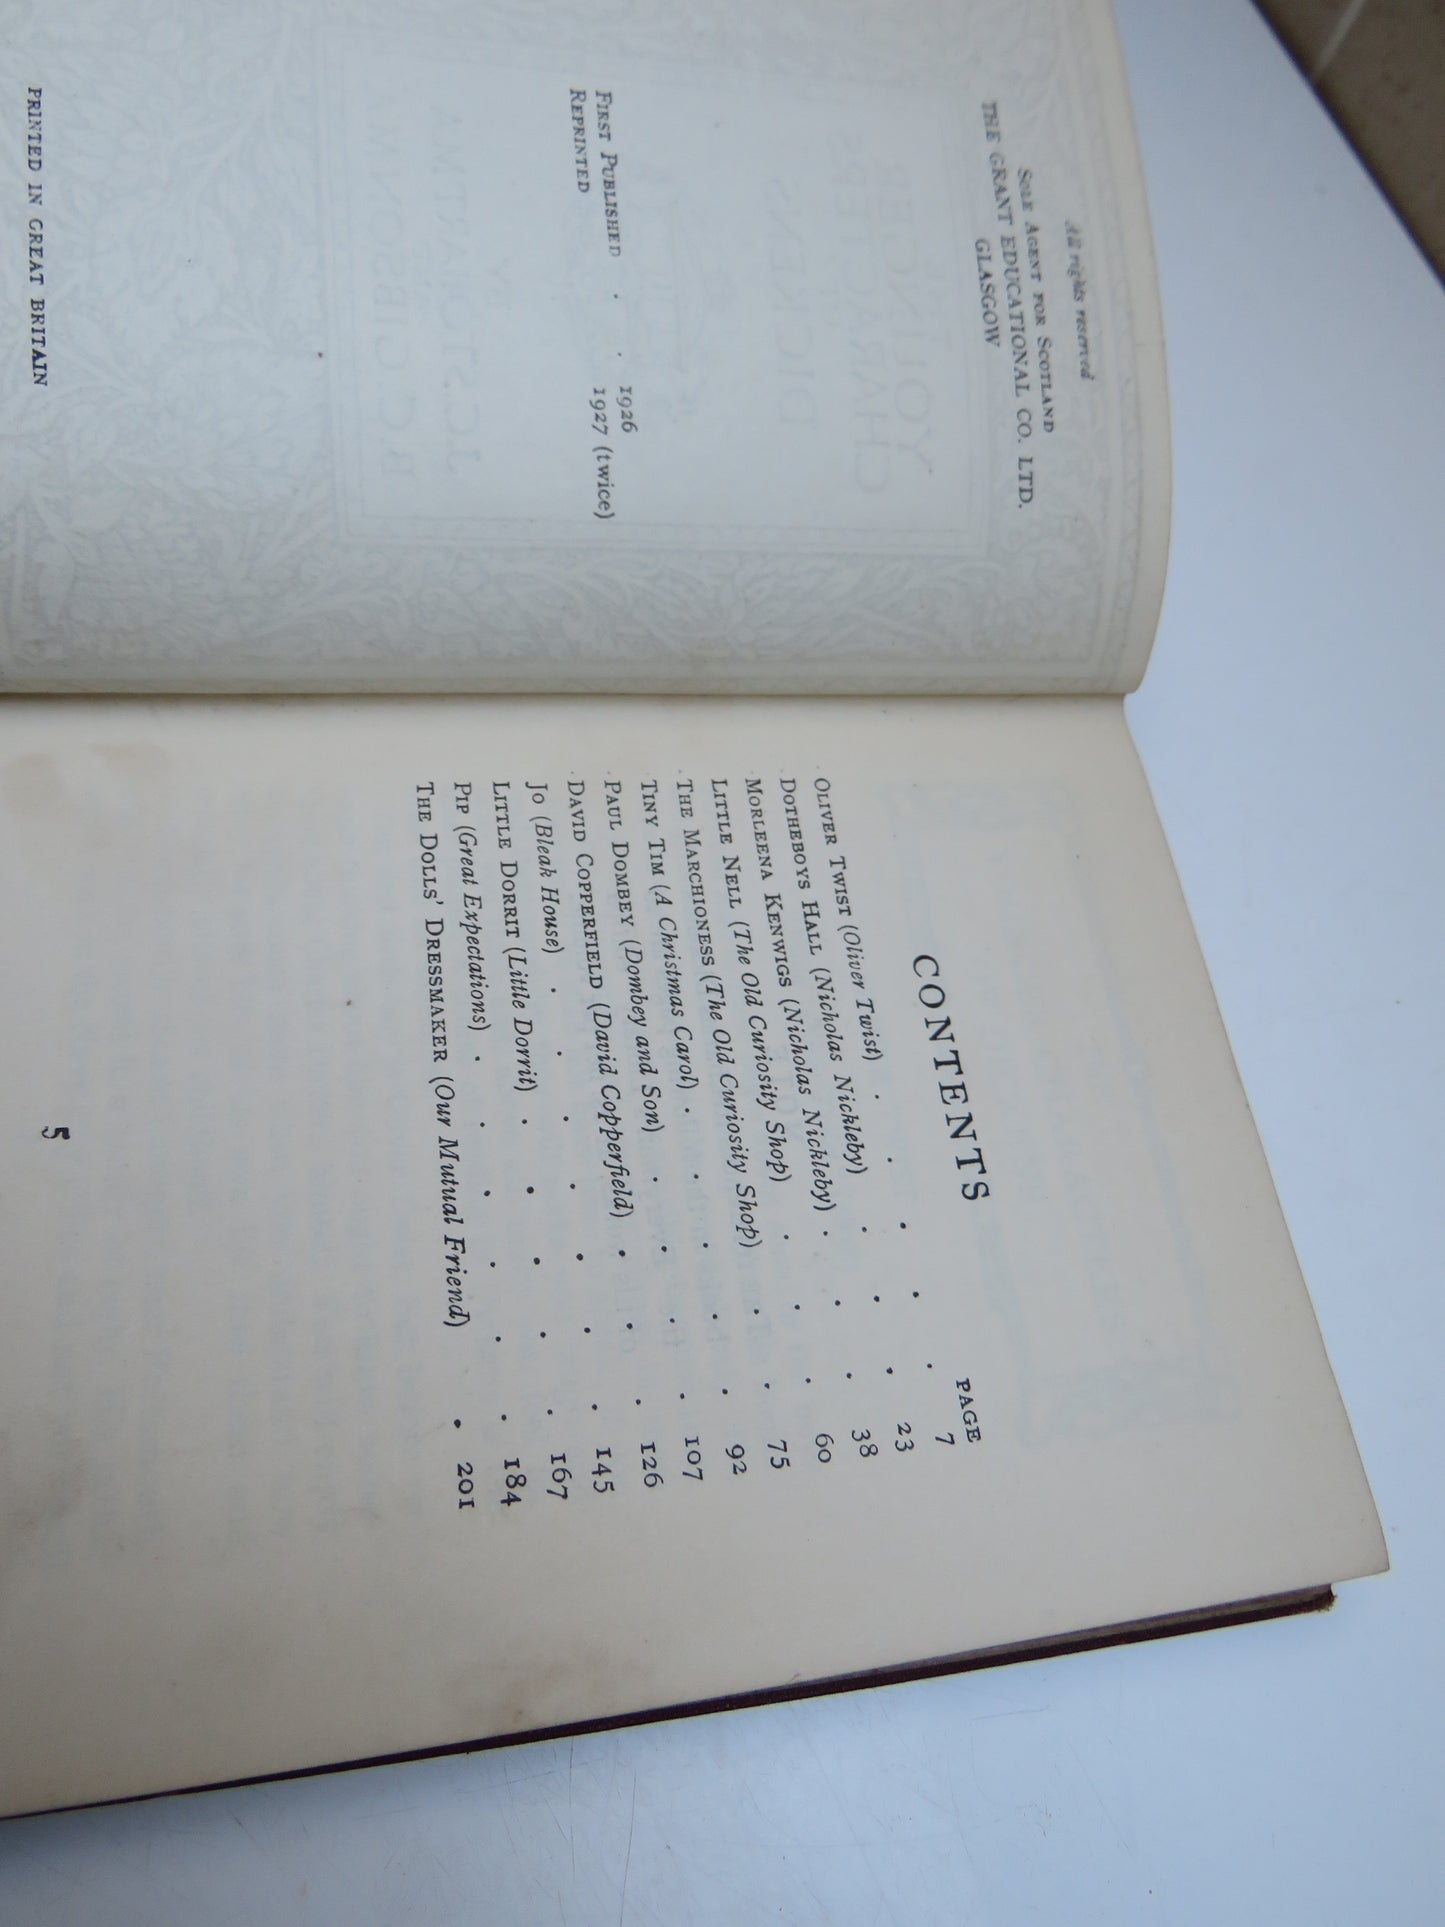 All rights reserved
SOLE AGENT FOR SCOTLAND
THE GRANT EDUCATIONAL CO. LTD.
GLASGOW
FIRST PUBLISHED . . 1926
REPRINTED 1927 (twice)
PRINTED IN GREAT BRITAIN
CONTENTS
PAGE
OLIVER TWIST (Oliver Twist) . . . . . 7
DOTHEBOYS HALL (Nicholas Nickleby) . . . 23
MORLEENA KENWIGS (Nicholas Nickleby) . . . 38
LITTLE NELL (The Old Curiosity Shop) . . . 60
THE MARCHIONESS (The Old Curiosity Shop) . . 75
TINY TIM (A Christmas Carol) . . . . . 92
PAUL DOMBEY (Dombey and Son) . . . . 107
DAVID COPPERFIELD (David Copperfield) . . . 126
JO (Bleak House) . . . . . . . 145
LITTLE DORRIT (Little Dorrit) . . . . . 167
PIP (Great Expectations) . . . . . . 184
THE DOLLS' DRESSMAKER (Our Mutual Friend) . 201
5